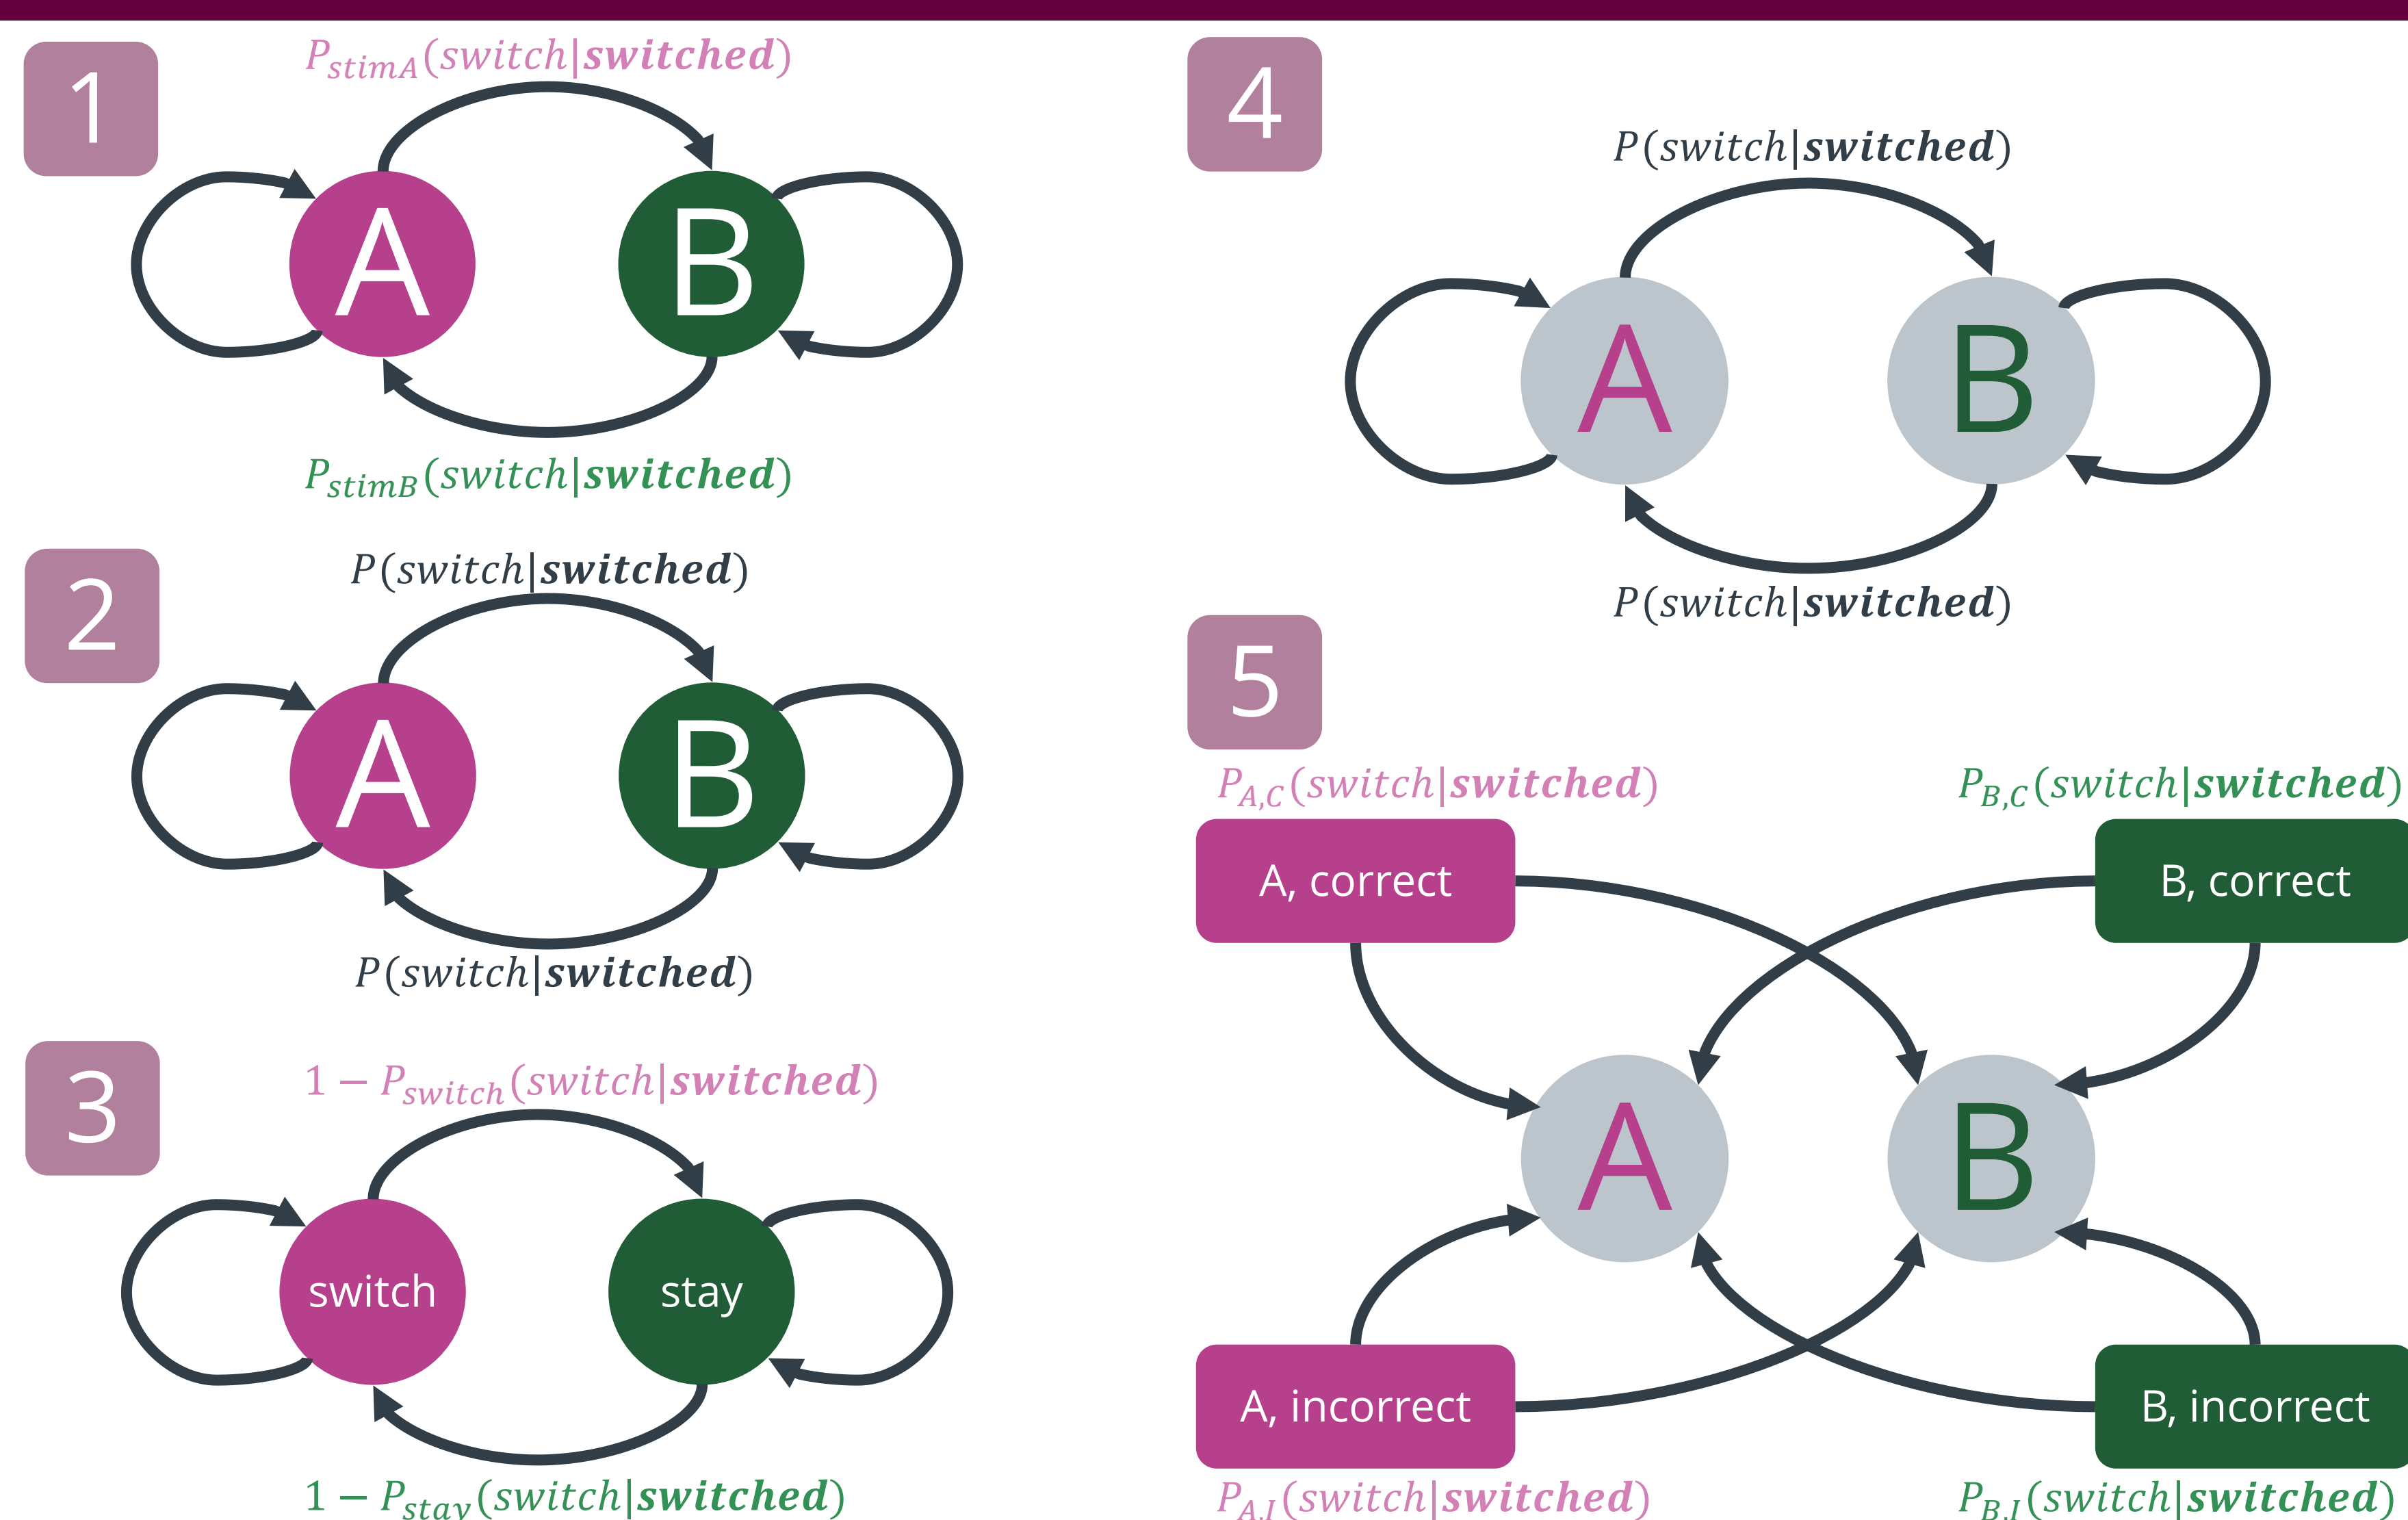 1
P_stimA(switch|switched)
A
B
P_stimB(switch|switched)
2
P(switch|switched)
A
B
P(switch|switched)
3
1 − P_switch(switch|switched)
switch
stay
1 − P_stay(switch|switched)
4
P(switch|switched)
A
B
P(switch|switched)
5
P_A,C(switch|switched)
P_B,C(switch|switched)
A, correct
B, correct
A
B
A, incorrect
B, incorrect
P_A,I(switch|switched)
P_B,I(switch|switched)